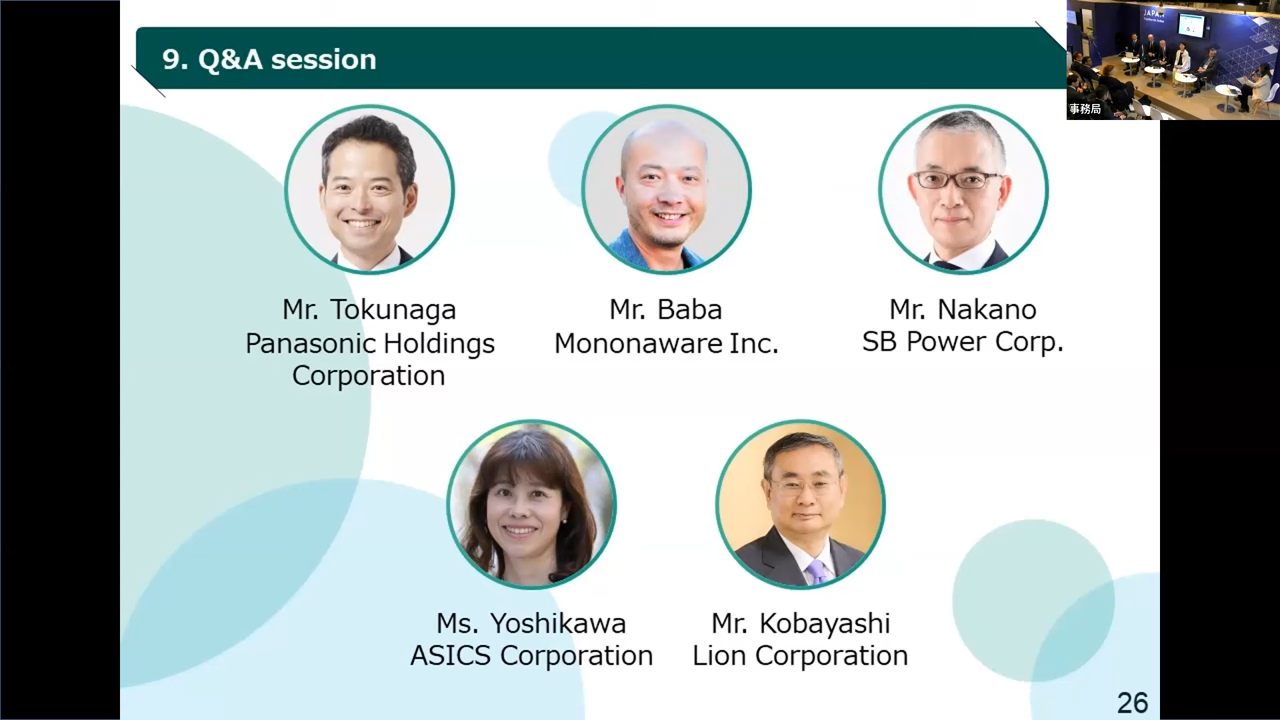 9. Q&A session
JAPAN
事務局
Mr. Tokunaga
Panasonic Holdings
Corporation
Mr. Baba
Mononaware Inc.
Mr. Nakano
SB Power Corp.
Ms. Yoshikawa
ASICS Corporation
Mr. Kobayashi
Lion Corporation
26